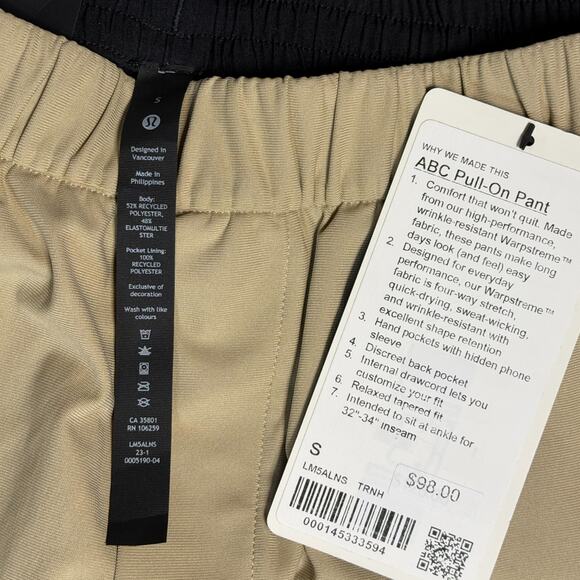 S
Designed in
Vancouver
Made in
Philippines
Body:
52% RECYCLED
POLYESTER,
48%
ELASTOMULTIE
STER
Pocket Lining:
100%
RECYCLED
POLYESTER
Exclusive of
decoration
Wash with like
colours
CA 35801
RN 106259
LM5ALNS
23-1
0005190-04
WHY WE MADE THIS
ABC Pull-On Pant
1. Comfort that won't quit. Made
from our high-performance,
wrinkle-resistant Warpstreme™
fabric, these pants make long
days look (and feel) easy
2. Designed for everyday
performance, our Warpstreme™
fabric is four-way stretch,
quick-drying, sweat-wicking,
and wrinkle-resistant with
excellent shape retention
3. Hand pockets with hidden phone
sleeve
4. Discreet back pocket
5. Internal drawcord lets you
customize your fit
6. Relaxed tapered fit
7. Intended to sit at ankle for
32"-34" inseam
S
LM5ALNS TRNH
$98.00
000145333594